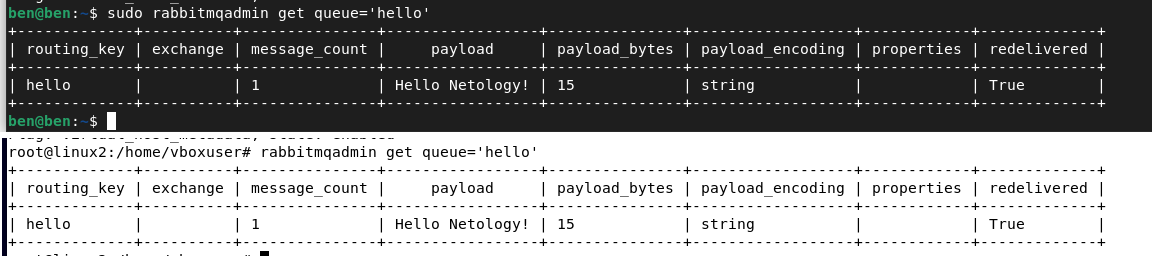 ben@ben:~$ sudo rabbitmqadmin get queue='hello'
+-------------+----------+---------------+-----------------+---------------+------------------+------------+-------------+
| routing_key | exchange | message_count |     payload     | payload_bytes | payload_encoding | properties | redelivered |
+-------------+----------+---------------+-----------------+---------------+------------------+------------+-------------+
| hello       |          | 1             | Hello Netology! | 15            | string           |            | True        |
+-------------+----------+---------------+-----------------+---------------+------------------+------------+-------------+
ben@ben:~$
root@linux2:/home/vboxuser# rabbitmqadmin get queue='hello'
+-------------+----------+---------------+-----------------+---------------+------------------+------------+-------------+
| routing_key | exchange | message_count |     payload     | payload_bytes | payload_encoding | properties | redelivered |
+-------------+----------+---------------+-----------------+---------------+------------------+------------+-------------+
| hello       |          | 1             | Hello Netology! | 15            | string           |            | True        |
+-------------+----------+---------------+-----------------+---------------+------------------+------------+-------------+